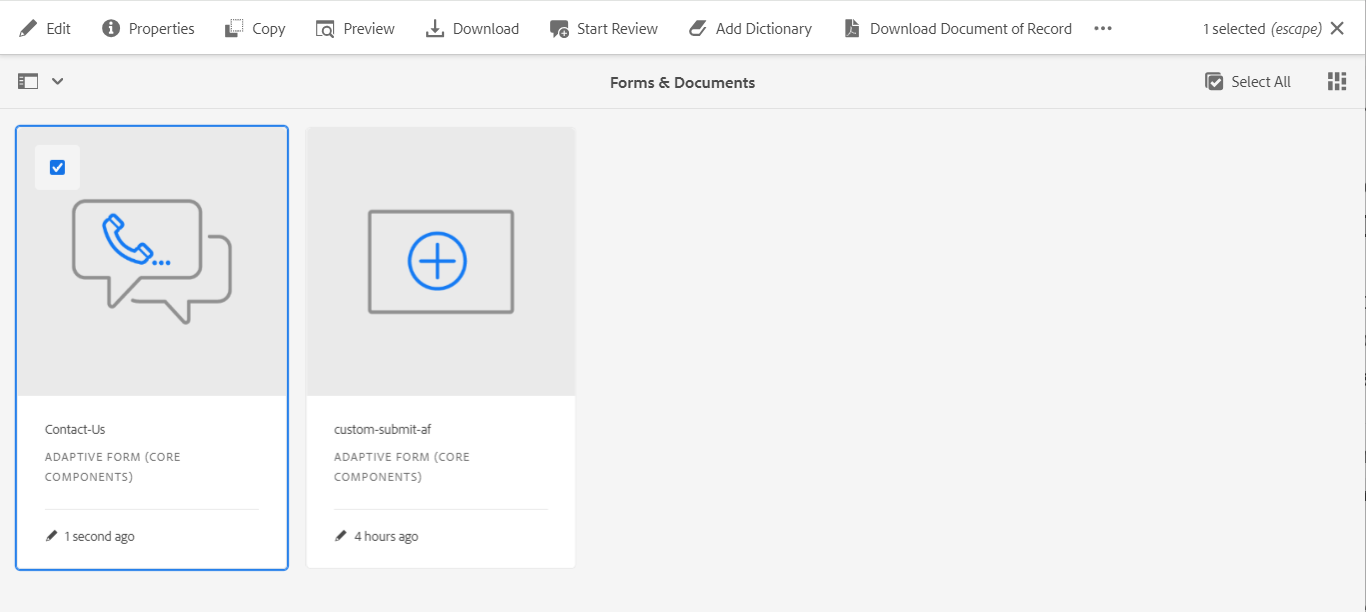 Edit Properties Copy Preview Download Start Review Add Dictionary Download Document of Record ••• 1 selected (escape)
Forms & Documents Select All
Contact-Us
ADAPTIVE FORM (CORE
COMPONENTS)
1 second ago
custom-submit-af
ADAPTIVE FORM (CORE
COMPONENTS)
4 hours ago